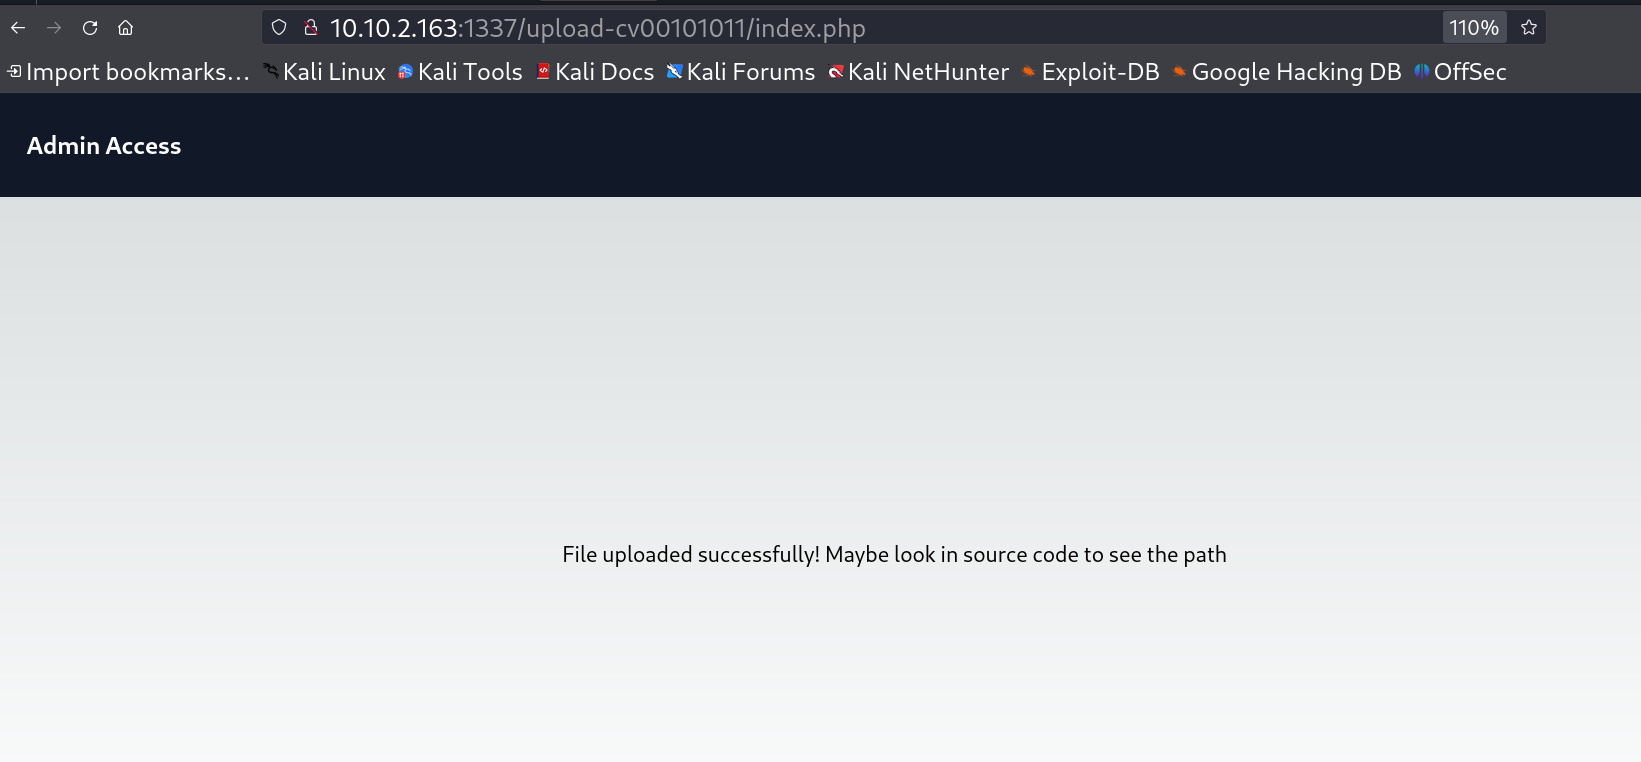 10.10.2.163:1337/upload-cv00101011/index.php 110%
Import bookmarks... Kali Linux Kali Tools Kali Docs Kali Forums Kali NetHunter Exploit-DB Google Hacking DB OffSec
Admin Access
File uploaded successfully! Maybe look in source code to see the path